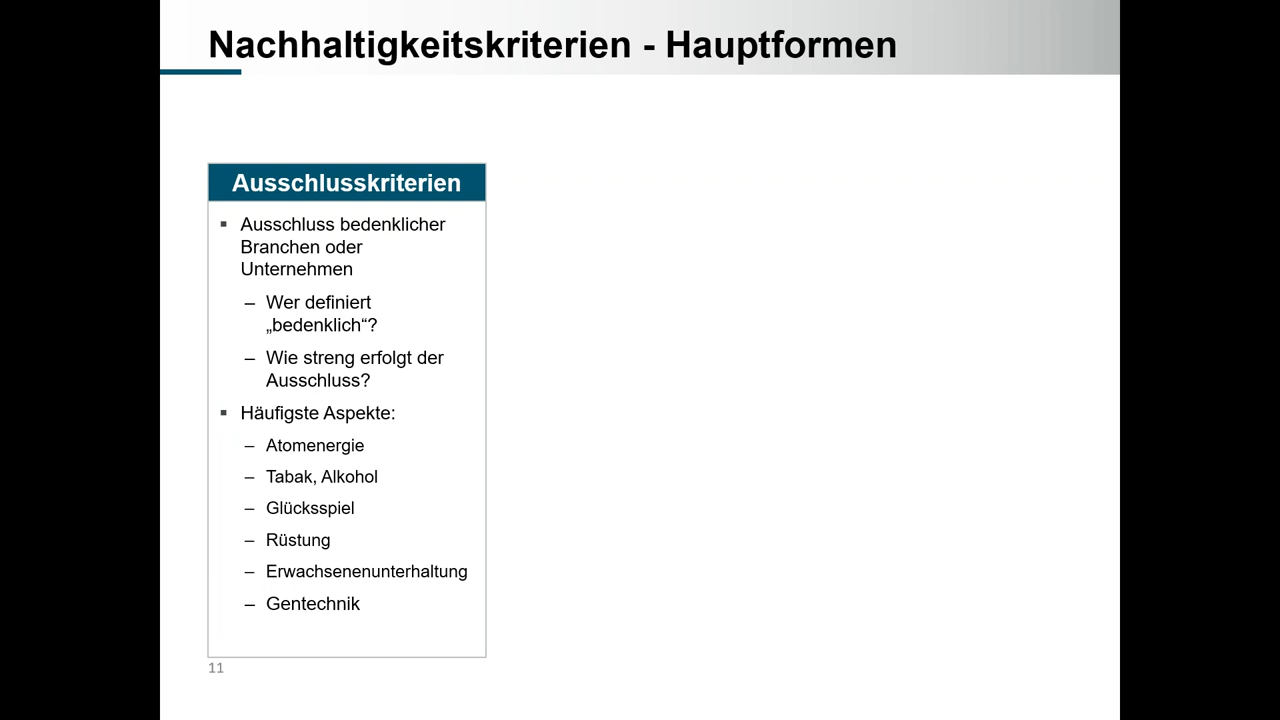 Nachhaltigkeitskriterien - Hauptformen
Ausschlusskriterien
▪ Ausschluss bedenklicher
Branchen oder
Unternehmen
– Wer definiert
„bedenklich“?
– Wie streng erfolgt der
Ausschluss?
▪ Häufigste Aspekte:
– Atomenergie
– Tabak, Alkohol
– Glücksspiel
– Rüstung
– Erwachsenenunterhaltung
– Gentechnik
11